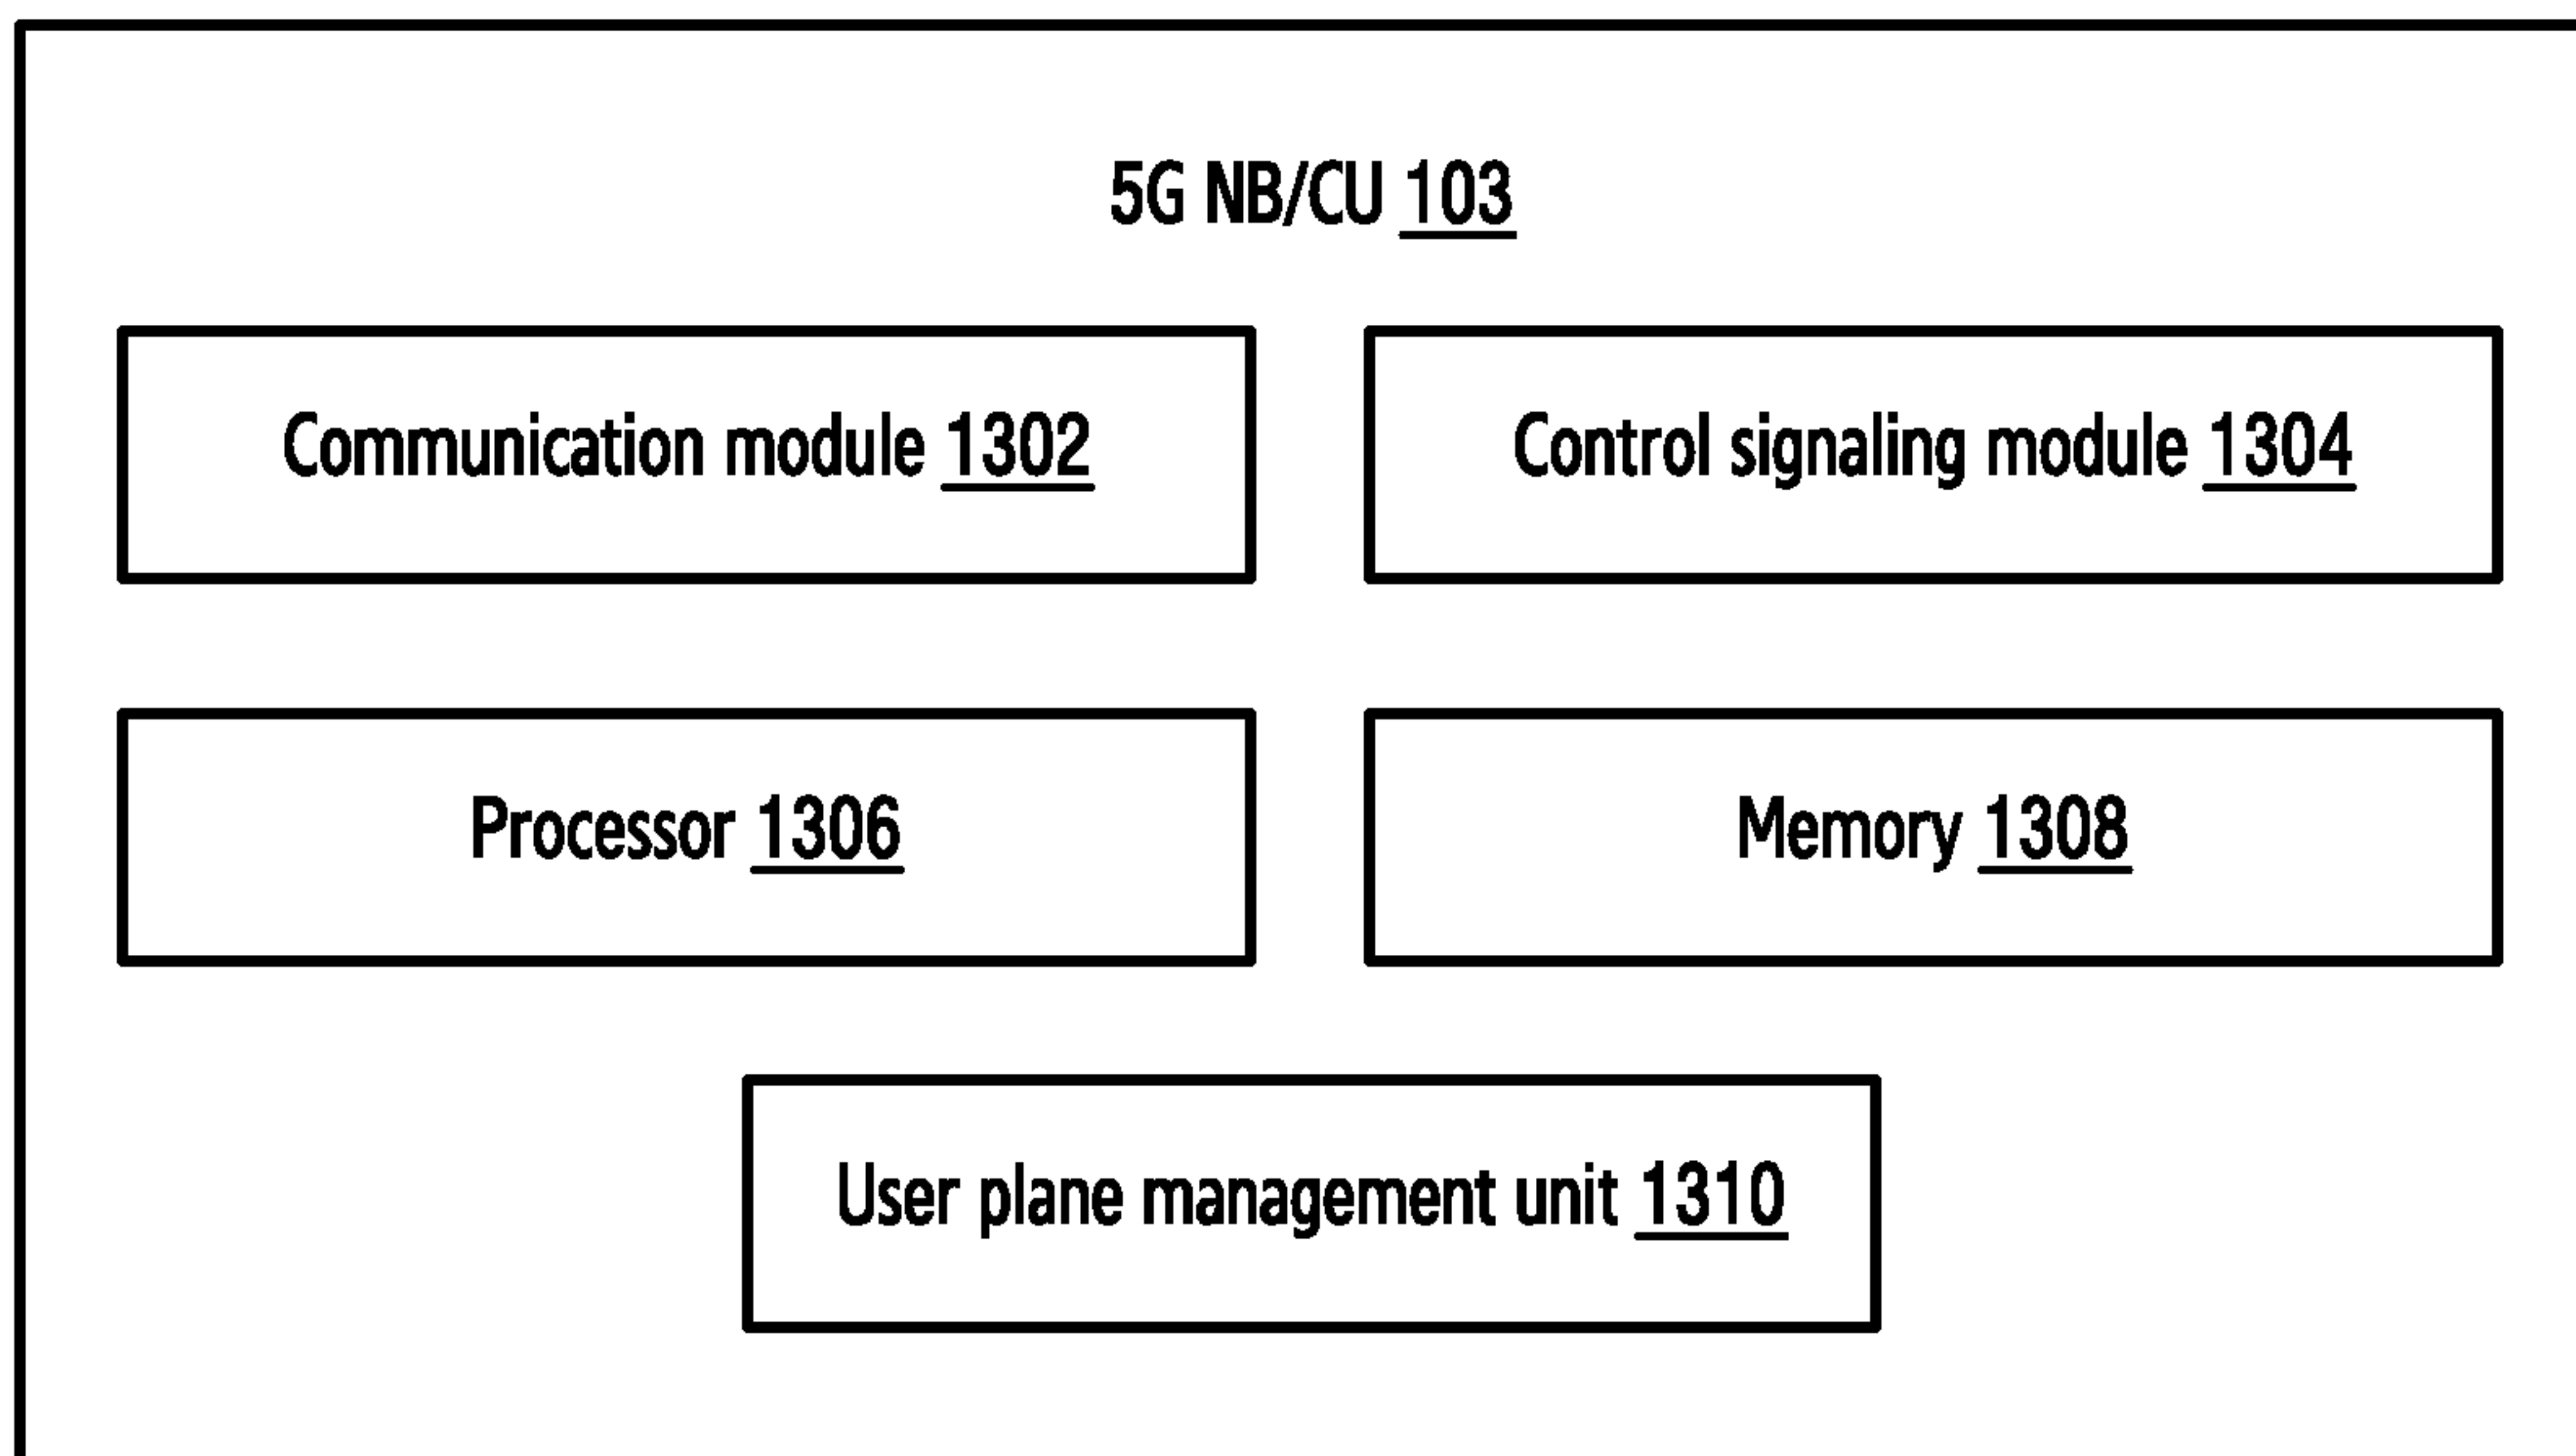 5G NB/CU 103
Communication module 1302
Control signaling module 1304
Processor 1306
Memory 1308
User plane management unit 1310